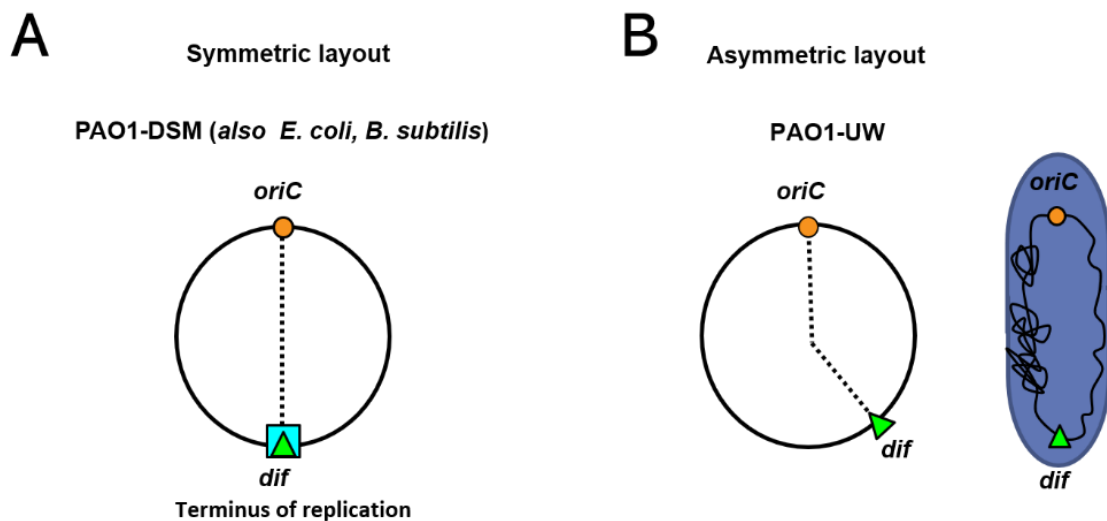 A
Symmetric layout
PAO1-DSM (also E. coli, B. subtilis)
oriC
dif
Terminus of replication
B
Asymmetric layout
PAO1-UW
oriC
dif
oriC
dif